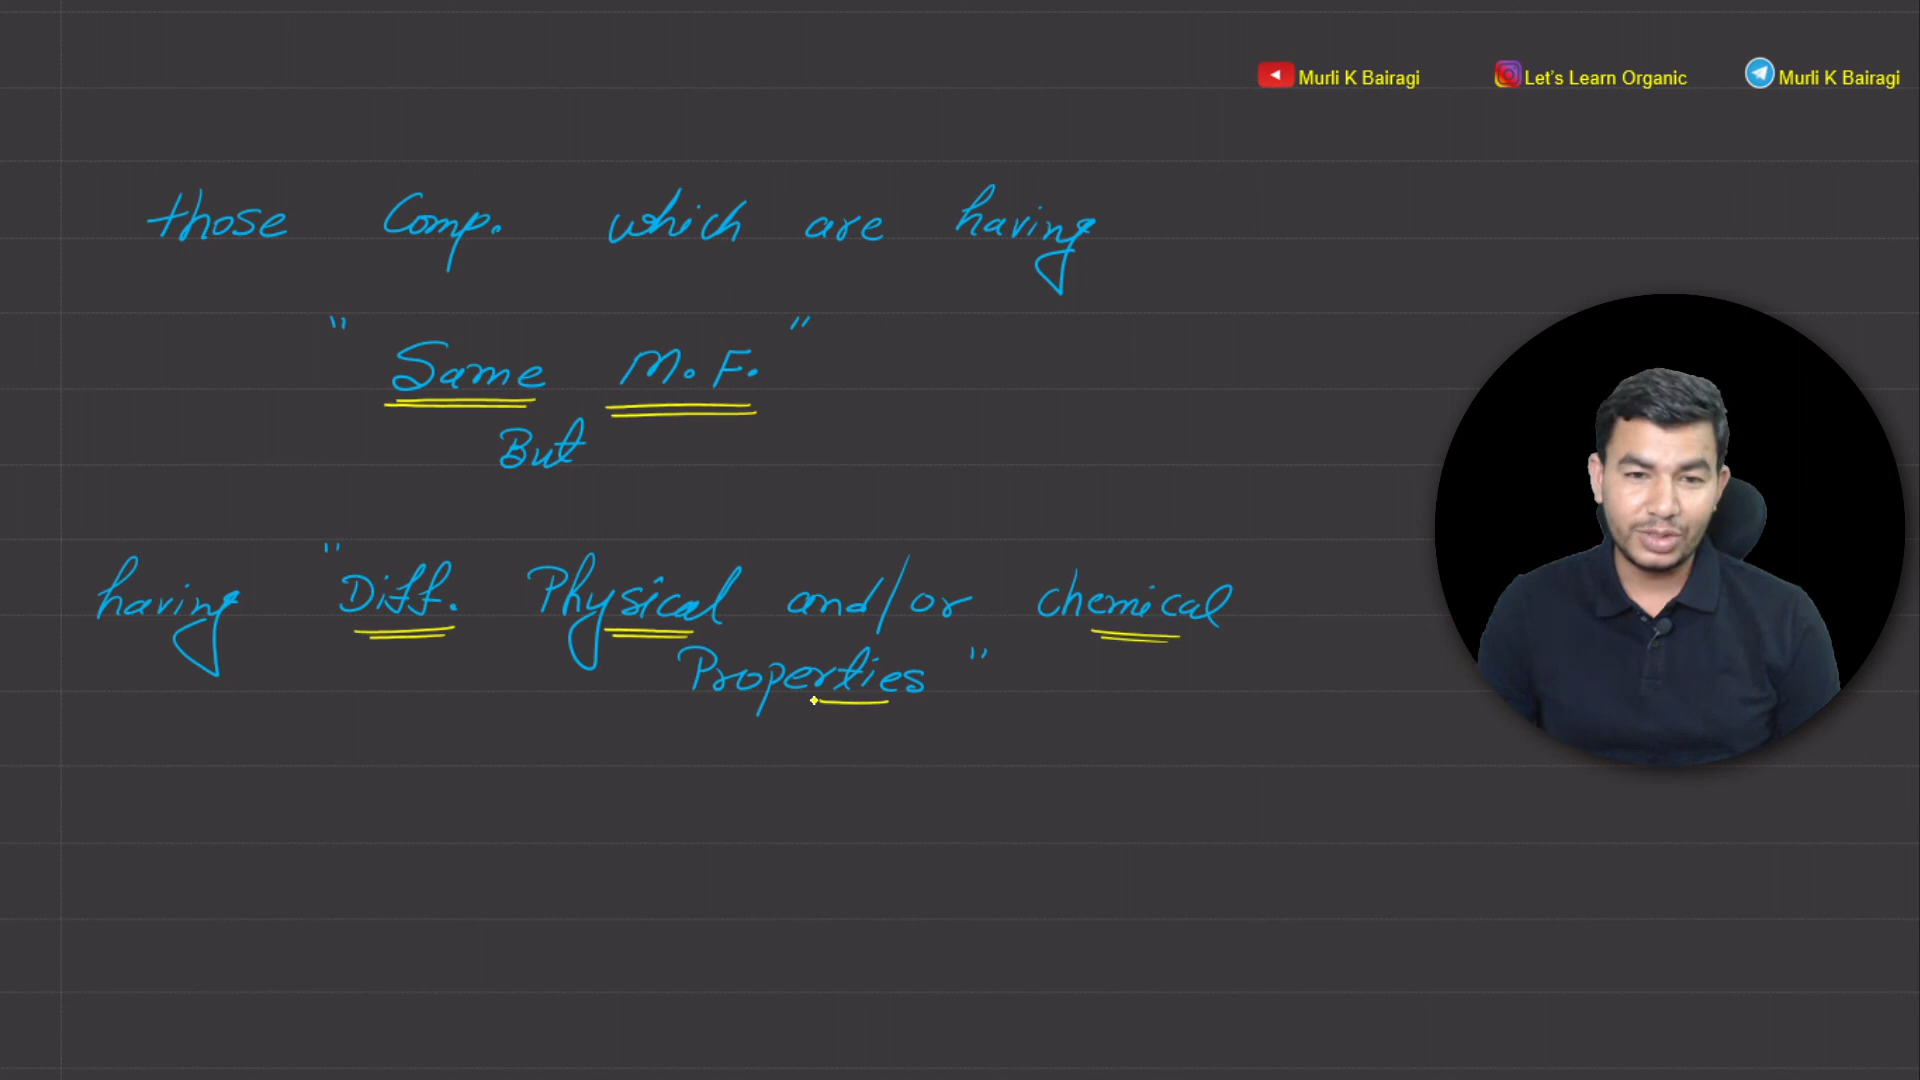 Murli K Bairagi Let's Learn Organic Murli K Bairagi
those Comp. which are having
"Same M.F."
But
having "Diff. Physical and/or chemical
Properties"